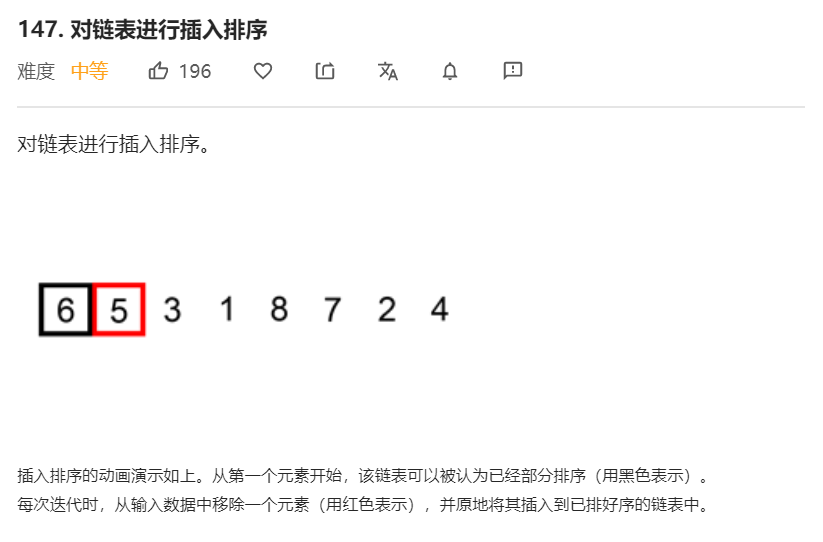 147. 对链表进行插入排序
难度 中等 196
对链表进行插入排序。
6 5 3 1 8 7 2 4
插入排序的动画演示如上。从第一个元素开始，该链表可以被认为已经部分排序（用黑色表示）。
每次迭代时，从输入数据中移除一个元素（用红色表示），并原地将其插入到已排好序的链表中。